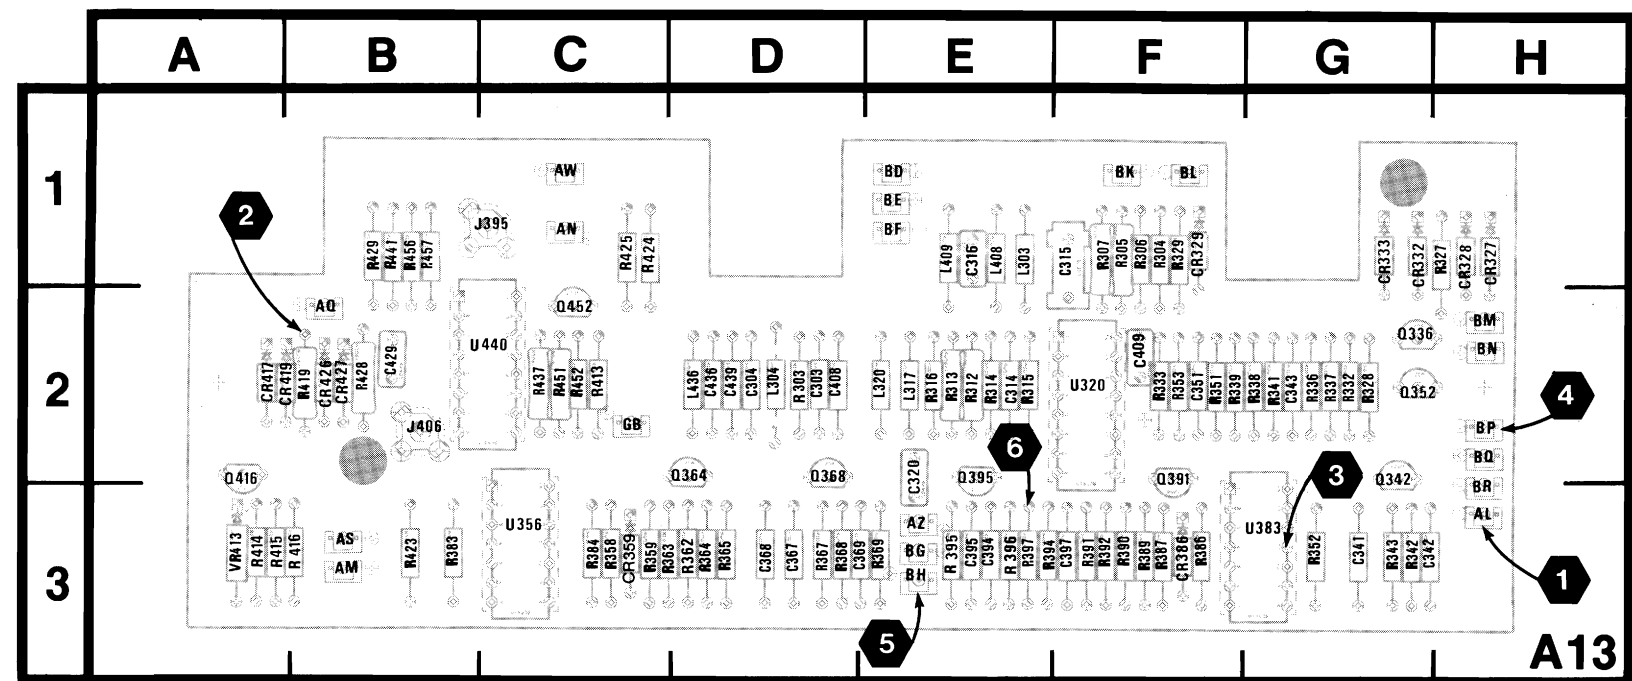 A B C D E F G H
1
AW BD BK BL
2 BE
J395 AN BF
R429 R441 R456 R457 R425 R424 L409 C316 L408 L303 C315 R307 R305 R306 R304 R329 CR329 CR333 CR332 R327 CR328 CR327
AQ Q452
BM
U440 C429 C409 Q336
BN
2
CR417 CR419 R419 CR426 CR427 R428 R437 R451 R452 R413 L436 C436 C439 C304 L304 R303 C303 C408 L320 L317 R316 R313 R312 R314 C314 R315 U320 R333 R353 C351 R351 R339 R338 R341 C343 R336 R337 R332 R328 Q352
4
J406 GB BP
6
BQ
Q416 Q364 Q368 C320 Q395 Q391 3 Q342
BR
AL
U356 AZ U383
3
AS BG
VR413 R414 R415 R416 R423 R383 R384 R358 CR359 R359 R363 R362 R364 R365 C368 C367 R367 R368 C369 R369 R395 C395 C394 R396 R397 R394 C397 R391 R392 R390 R389 R387 CR386 R386 R352 C341 R343 R342 C342
AM BH 1
5
A13